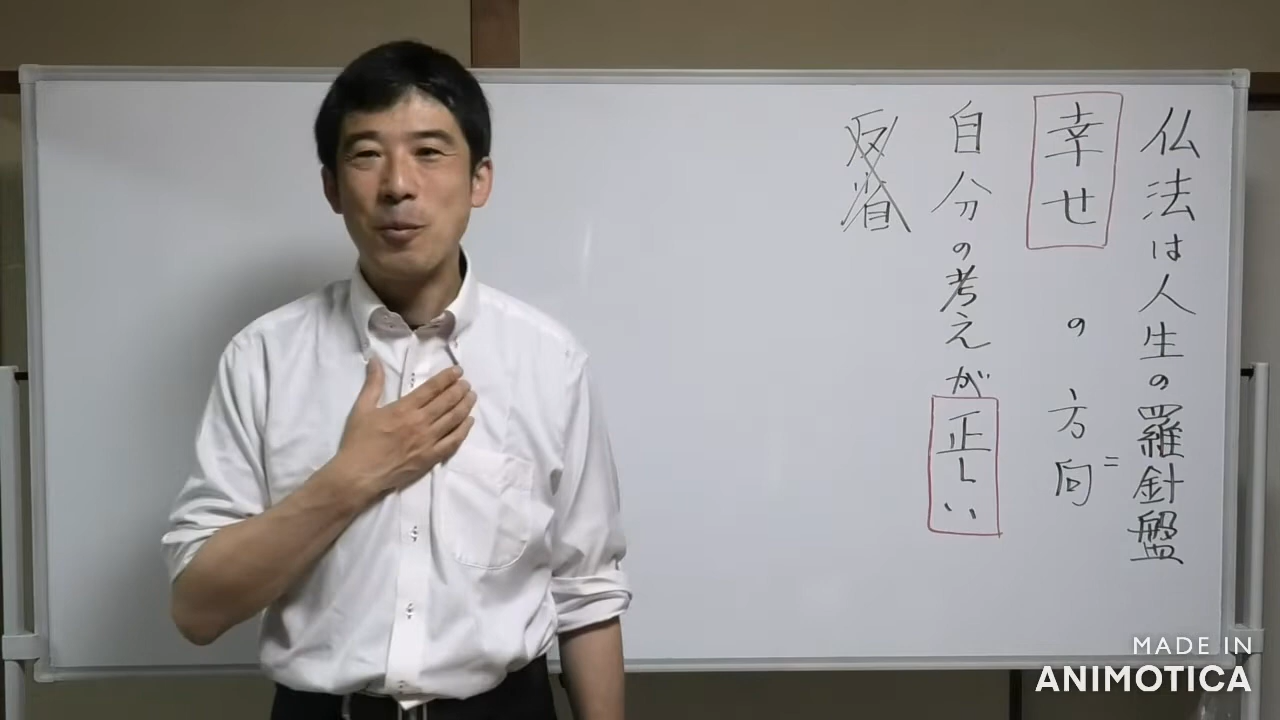 仏法は人生の羅針盤
=
幸せの方向
自分の考えが正しい
反省
MADE IN
ANIMOTICA